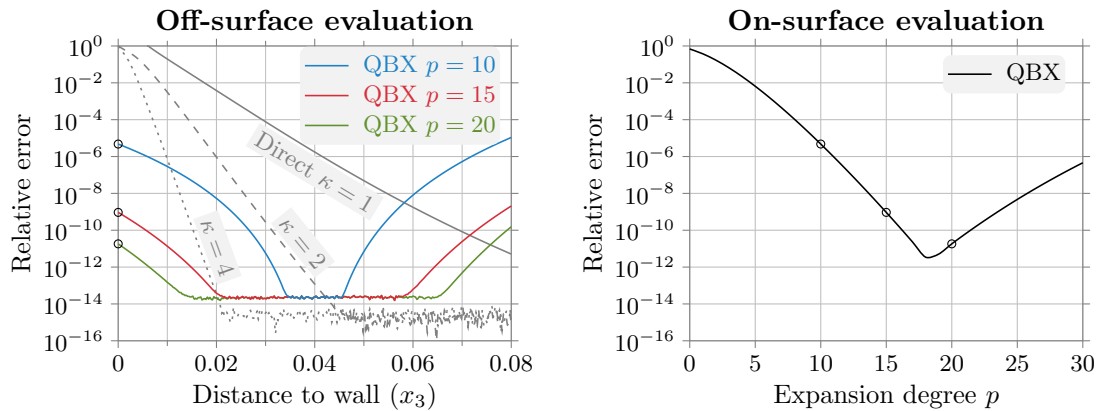 Off-surface evaluation
Relative error
10^0
10^−2
10^−4
10^−6
10^−8
10^−10
10^−12
10^−14
10^−16
QBX p = 10
QBX p = 15
QBX p = 20
Direct κ = 1
κ = 2
κ = 4
0 0.02 0.04 0.06 0.08
Distance to wall (x₃)
On-surface evaluation
Relative error
10^0
10^−2
10^−4
10^−6
10^−8
10^−10
10^−12
10^−14
10^−16
QBX
0 5 10 15 20 25 30
Expansion degree p